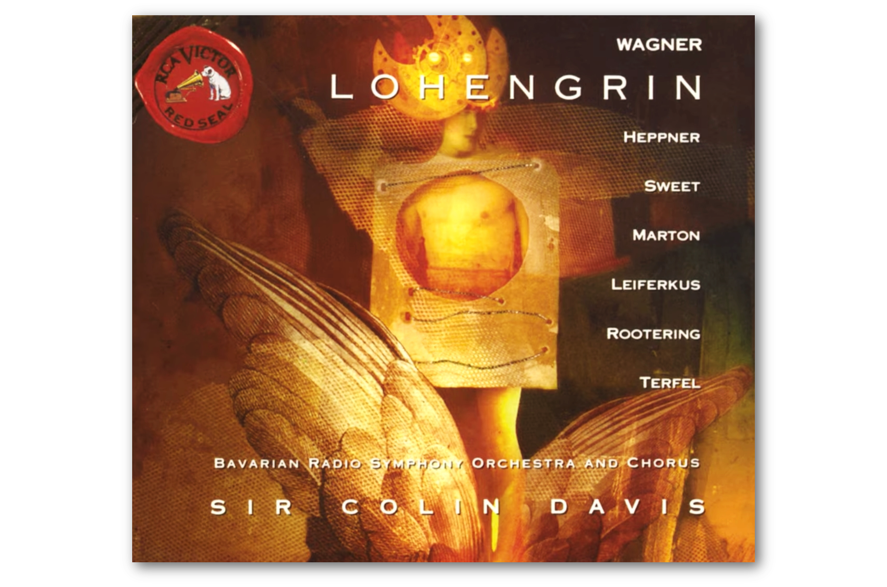 RCA VICTOR
RED SEAL
WAGNER
LOHENGRIN
HEPPNER
SWEET
MARTON
LEIFERKUS
ROOTERING
TERFEL
BAVARIAN RADIO SYMPHONY ORCHESTRA AND CHORUS
SIR COLIN DAVIS